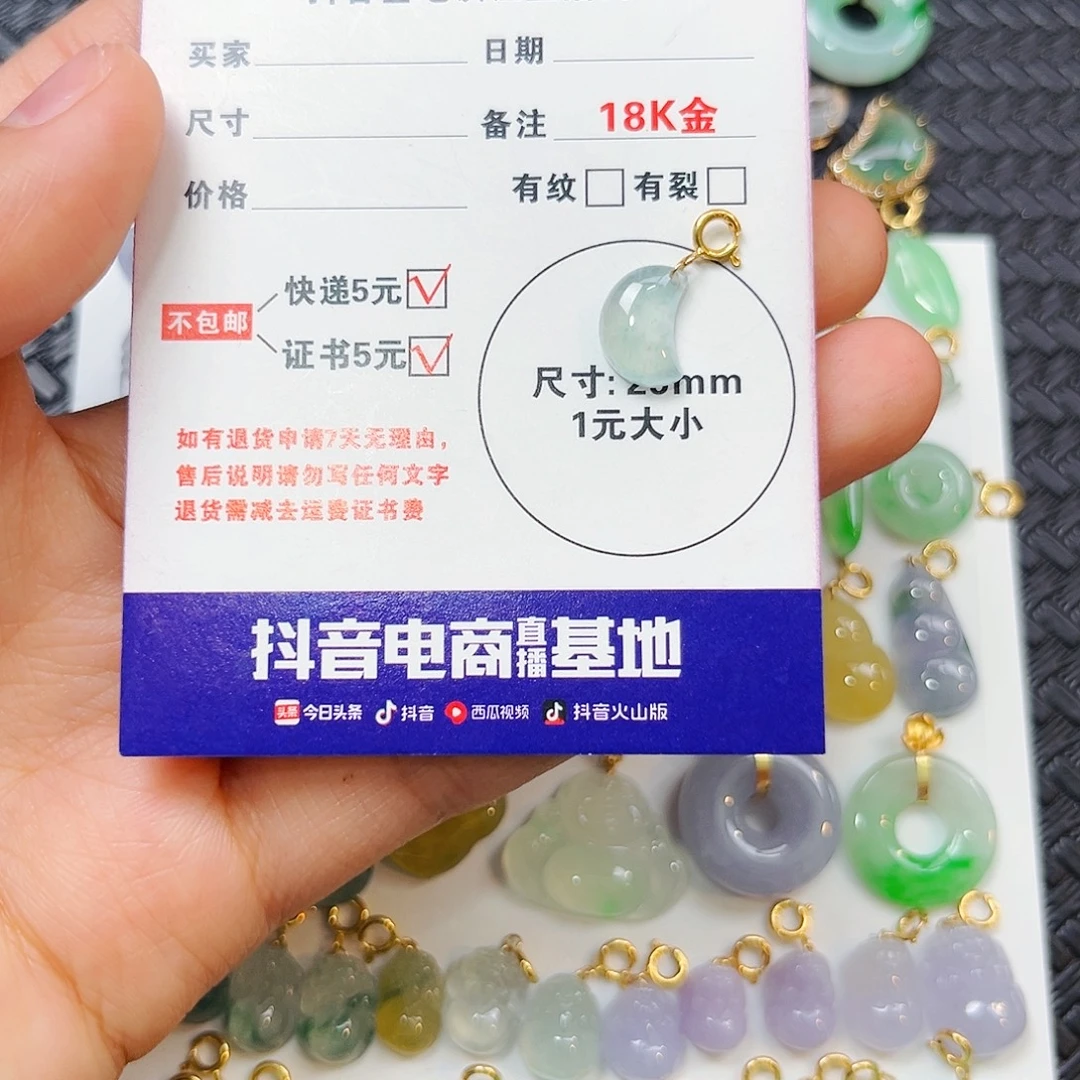 买家 日期
尺寸 备注 18K金
价格 有纹 有裂
不包邮 快递5元
证书5元
尺寸: mm
1元大小
如有退货申请7天无理由,
售后说明请勿写任何文字
退货需减去运费证书费
抖音电商直播基地
头条 今日头条 抖音 西瓜视频 抖音火山版